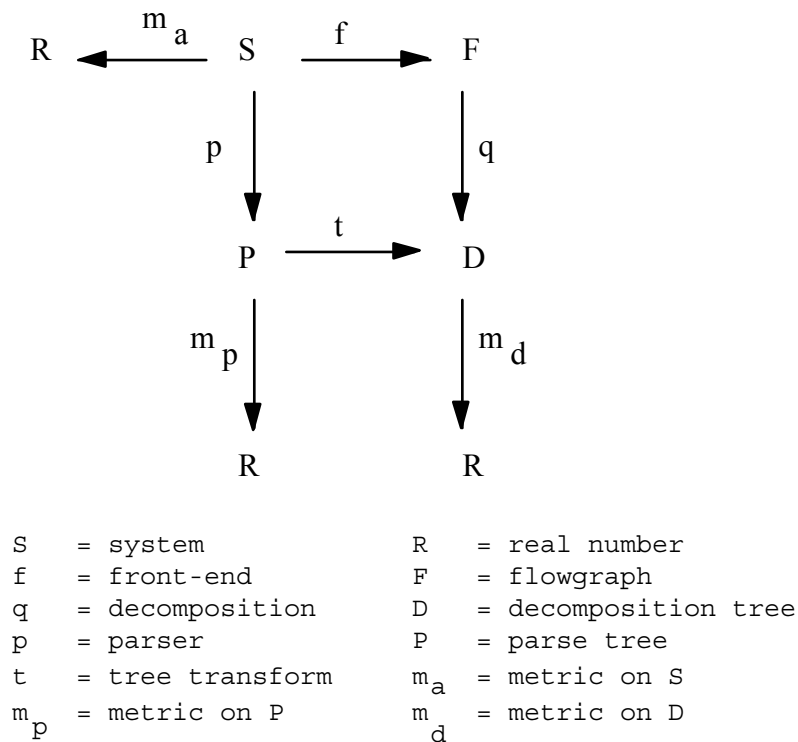 m_a f
R S F
p q
t
P D
m_p m_d
R R
S = system R = real number
f = front-end F = flowgraph
q = decomposition D = decomposition tree
p = parser P = parse tree
t = tree transform m_a = metric on S
m_p = metric on P m_d = metric on D